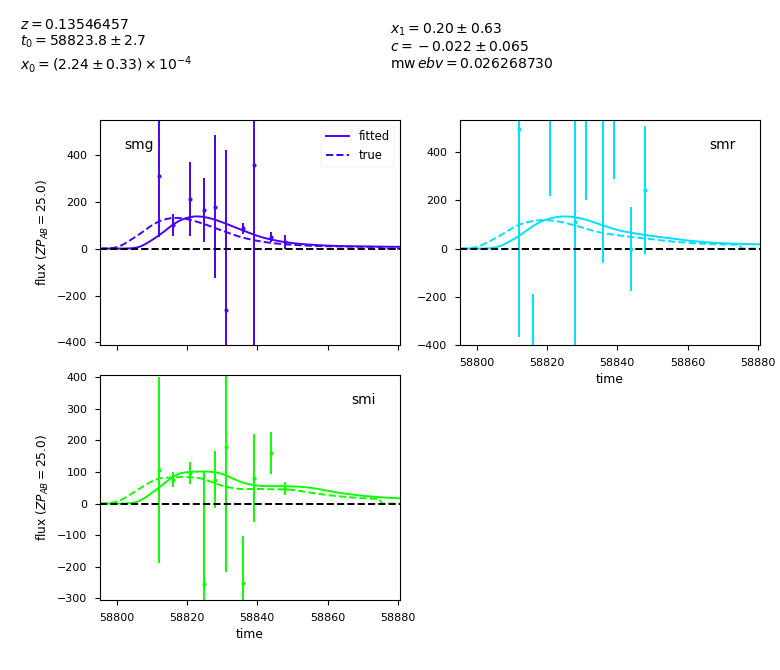 z = 0.13546457
t₀ = 58823.8 ± 2.7
x₀ = (2.24 ± 0.33) × 10⁻⁴
x₁ = 0.20 ± 0.63
c = −0.022 ± 0.065
mw ebv = 0.026268730
smg
fitted
true
400
200
0
−200
−400
flux (ZP_AB = 25.0)
smr
400
200
0
−200
−400
58800 58820 58840 58860 58880
time
smi
400
300
200
100
0
−100
−200
−300
flux (ZP_AB = 25.0)
58800 58820 58840 58860 58880
time